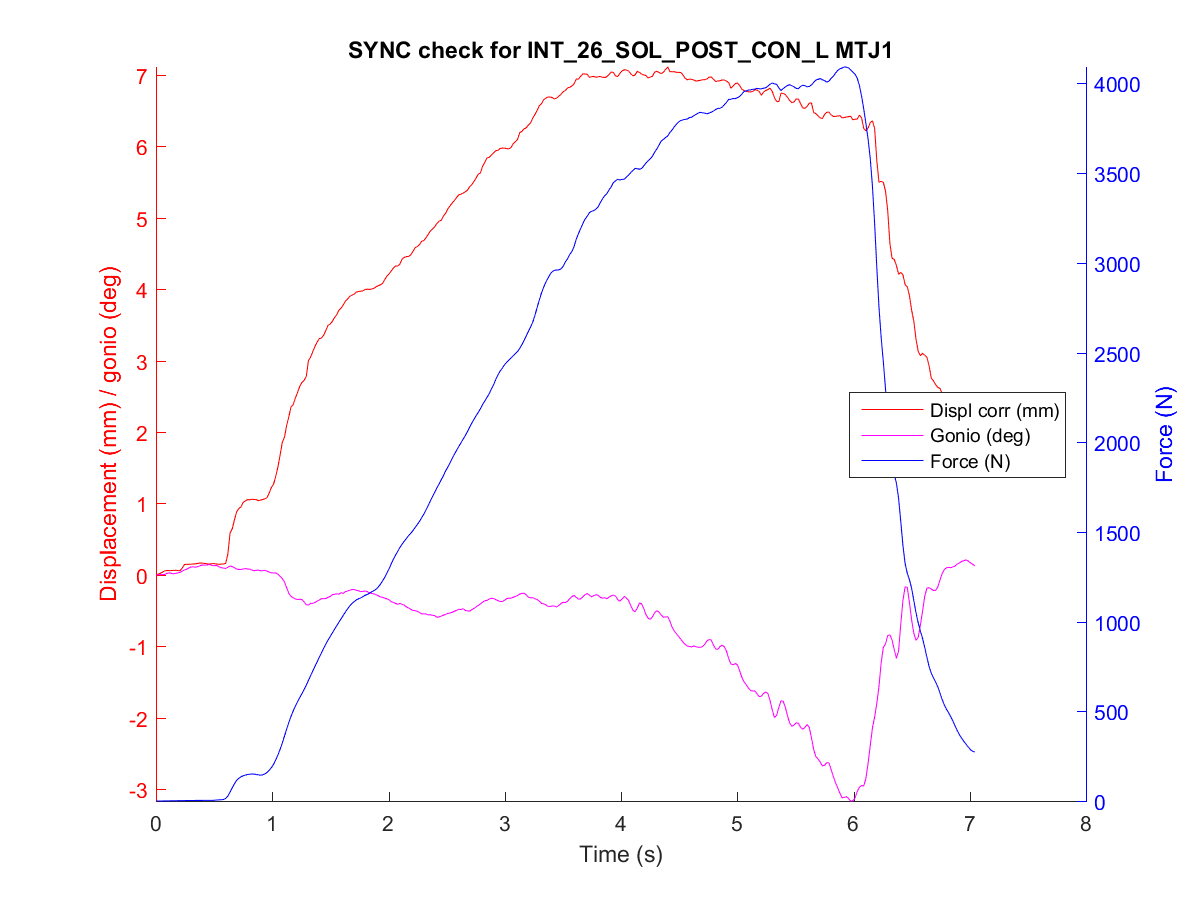 SYNC check for INT_26_SOL_POST_CON_L MTJ1
Displacement (mm) / gonio (deg)
7
6
5
4
3
2
1
0
-1
-2
-3
4000
3500
3000
2500
2000
1500
1000
500
0
Force (N)
Displ corr (mm)
Gonio (deg)
Force (N)
0 1 2 3 4 5 6 7 8
Time (s)